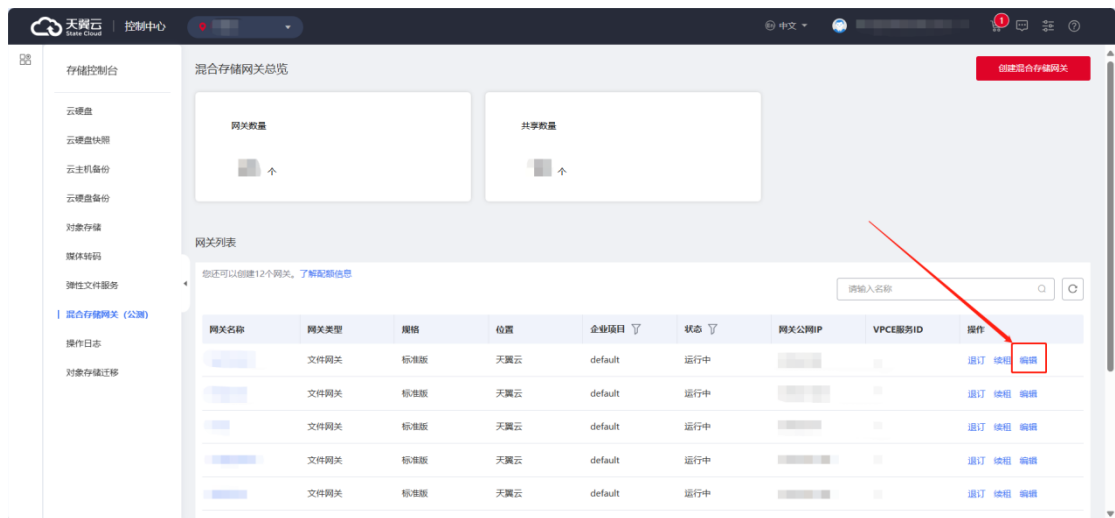 天翼云 State Cloud 控制中心 中文 1
存储控制台
云硬盘
云硬盘快照
云主机备份
云硬盘备份
对象存储
媒体转码
弹性文件服务
混合存储网关（公测）
操作日志
对象存储迁移
混合存储网关总览 创建混合存储网关
网关数量 共享数量
个 个
网关列表
您还可以创建12个网关。了解配额信息
请输入名称
网关名称 网关类型 规格 位置 企业项目 状态 网关公网IP VPCE服务ID 操作
文件网关 标准版 天翼云 default 运行中 退订 续租 编辑
文件网关 标准版 天翼云 default 运行中 退订 续租 编辑
文件网关 标准版 天翼云 default 运行中 退订 续租 编辑
文件网关 标准版 天翼云 default 运行中 退订 续租 编辑
文件网关 标准版 天翼云 default 运行中 退订 续租 编辑